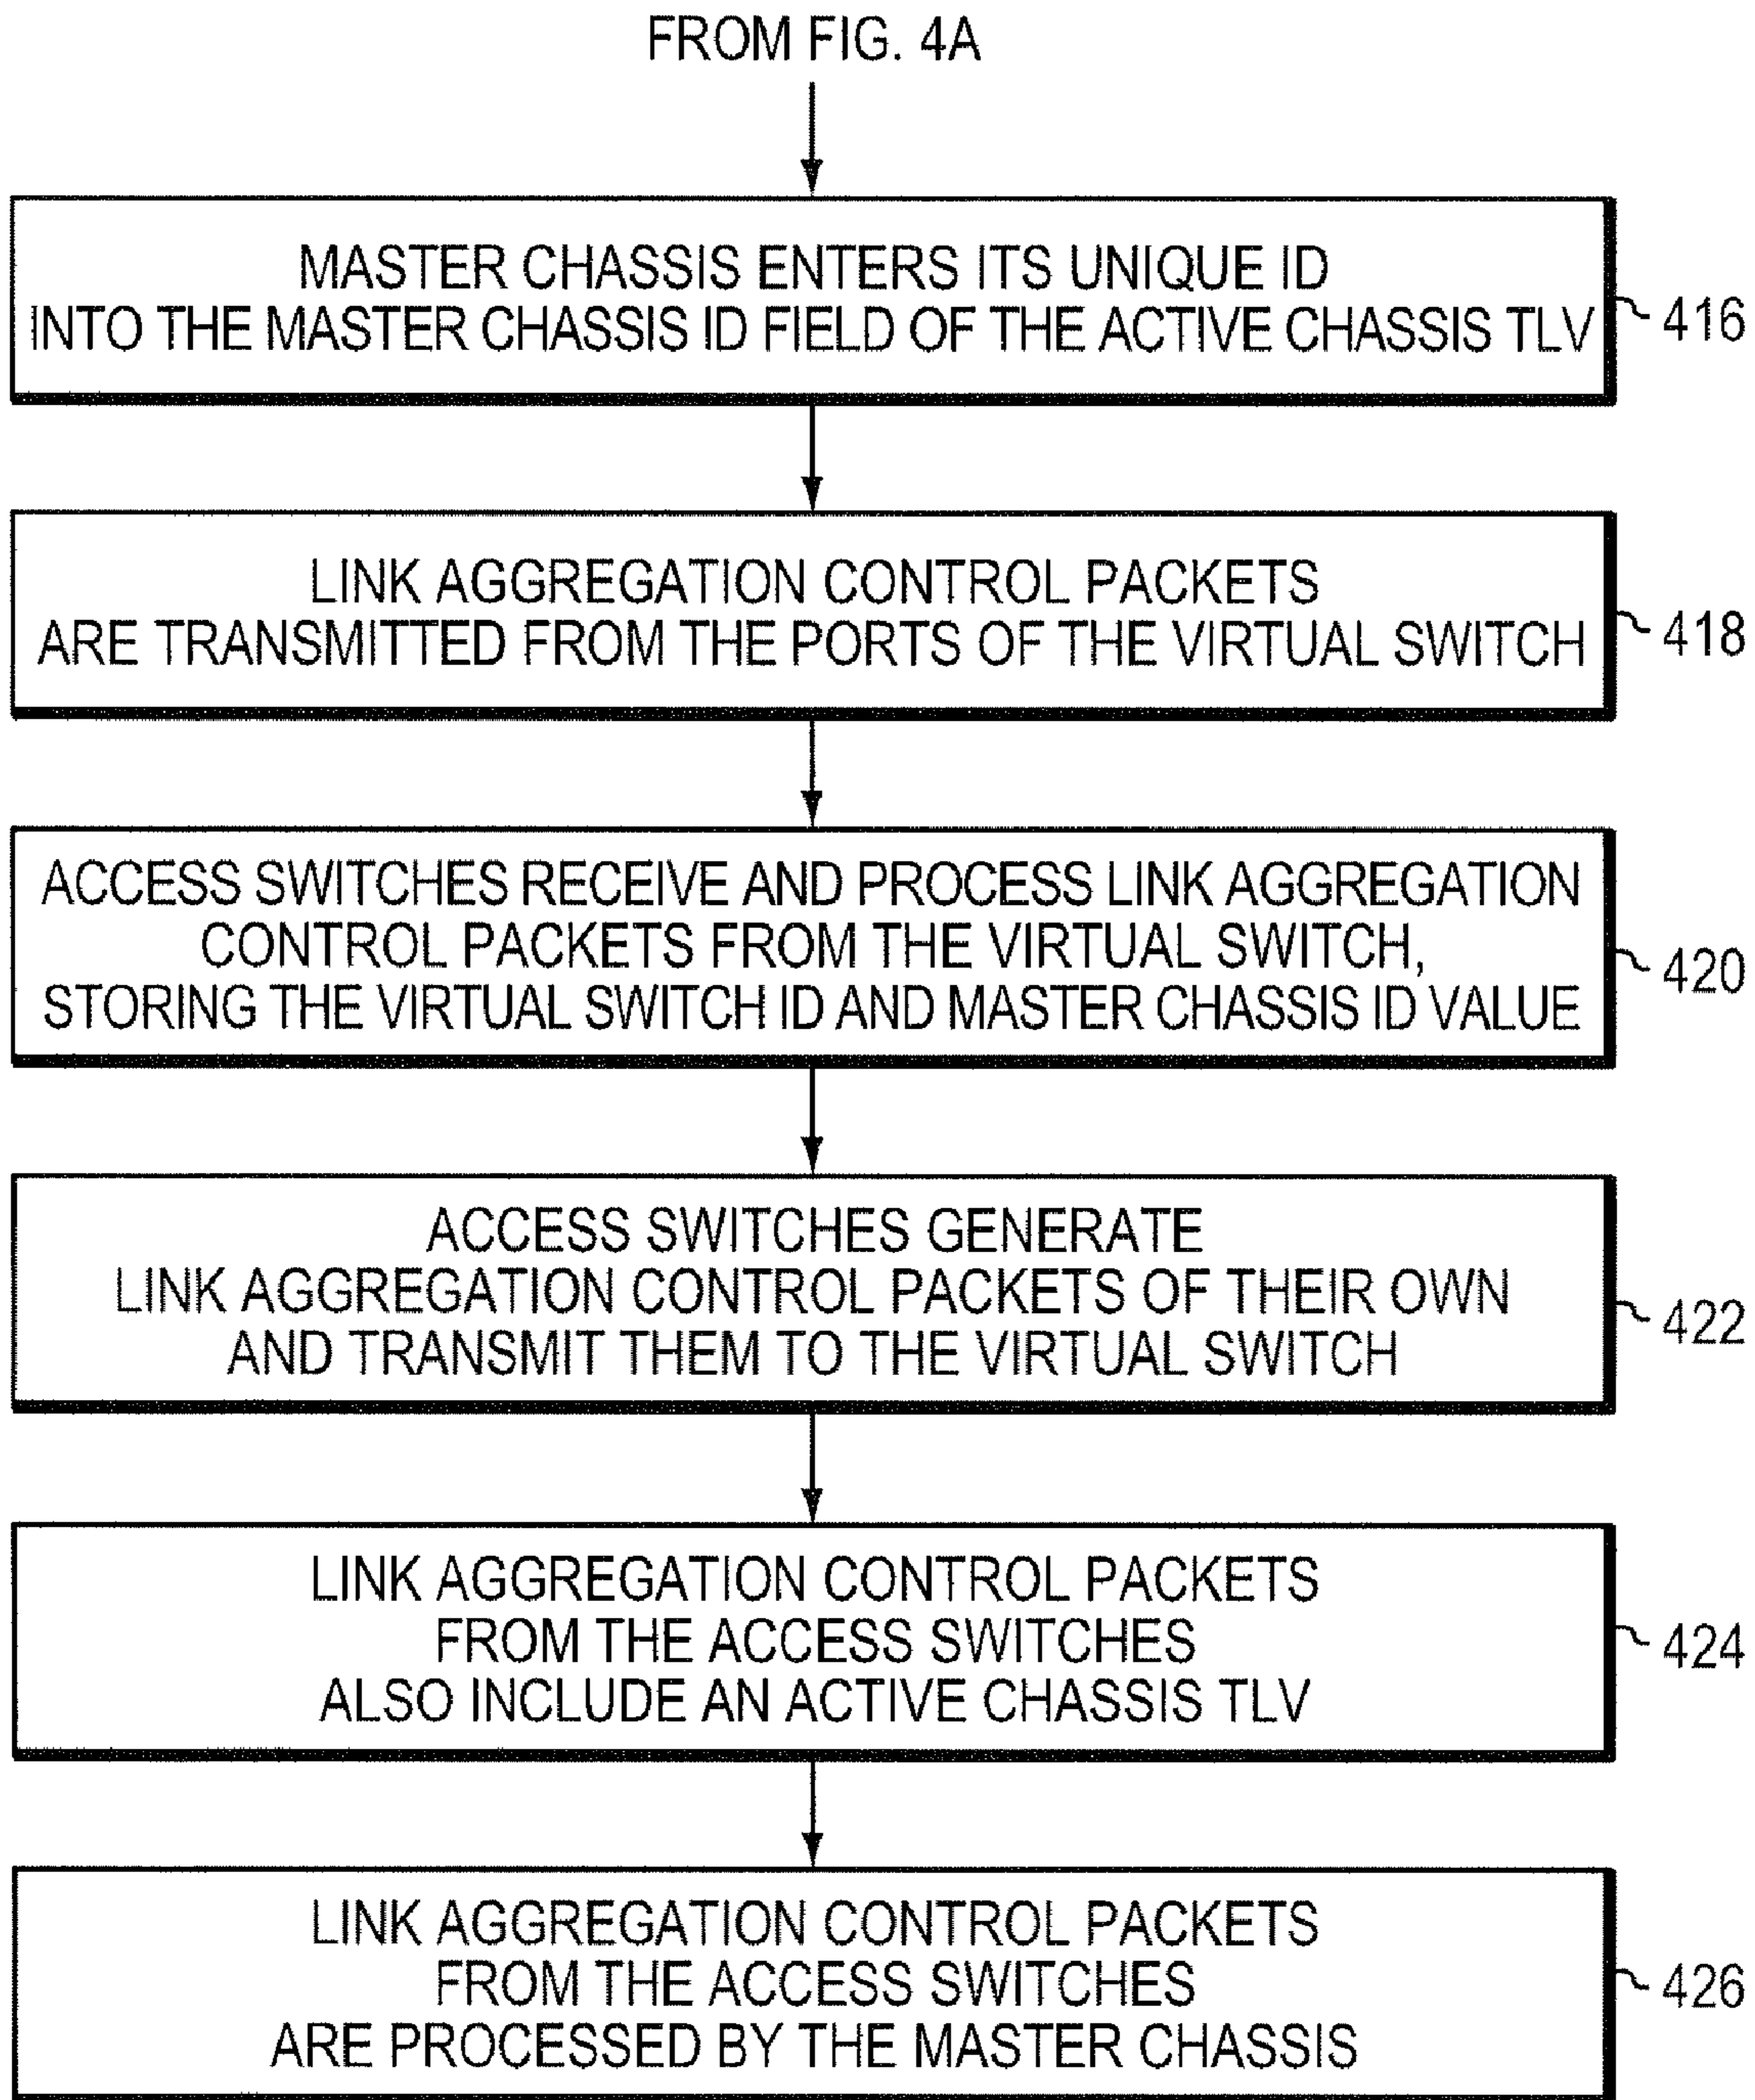 FROM FIG. 4A
MASTER CHASSIS ENTERS ITS UNIQUE ID
INTO THE MASTER CHASSIS ID FIELD OF THE ACTIVE CHASSIS TLV
416
LINK AGGREGATION CONTROL PACKETS
ARE TRANSMITTED FROM THE PORTS OF THE VIRTUAL SWITCH
418
ACCESS SWITCHES RECEIVE AND PROCESS LINK AGGREGATION
CONTROL PACKETS FROM THE VIRTUAL SWITCH,
STORING THE VIRTUAL SWITCH ID AND MASTER CHASSIS ID VALUE
420
ACCESS SWITCHES GENERATE
LINK AGGREGATION CONTROL PACKETS OF THEIR OWN
AND TRANSMIT THEM TO THE VIRTUAL SWITCH
422
LINK AGGREGATION CONTROL PACKETS
FROM THE ACCESS SWITCHES
ALSO INCLUDE AN ACTIVE CHASSIS TLV
424
LINK AGGREGATION CONTROL PACKETS
FROM THE ACCESS SWITCHES
ARE PROCESSED BY THE MASTER CHASSIS
426